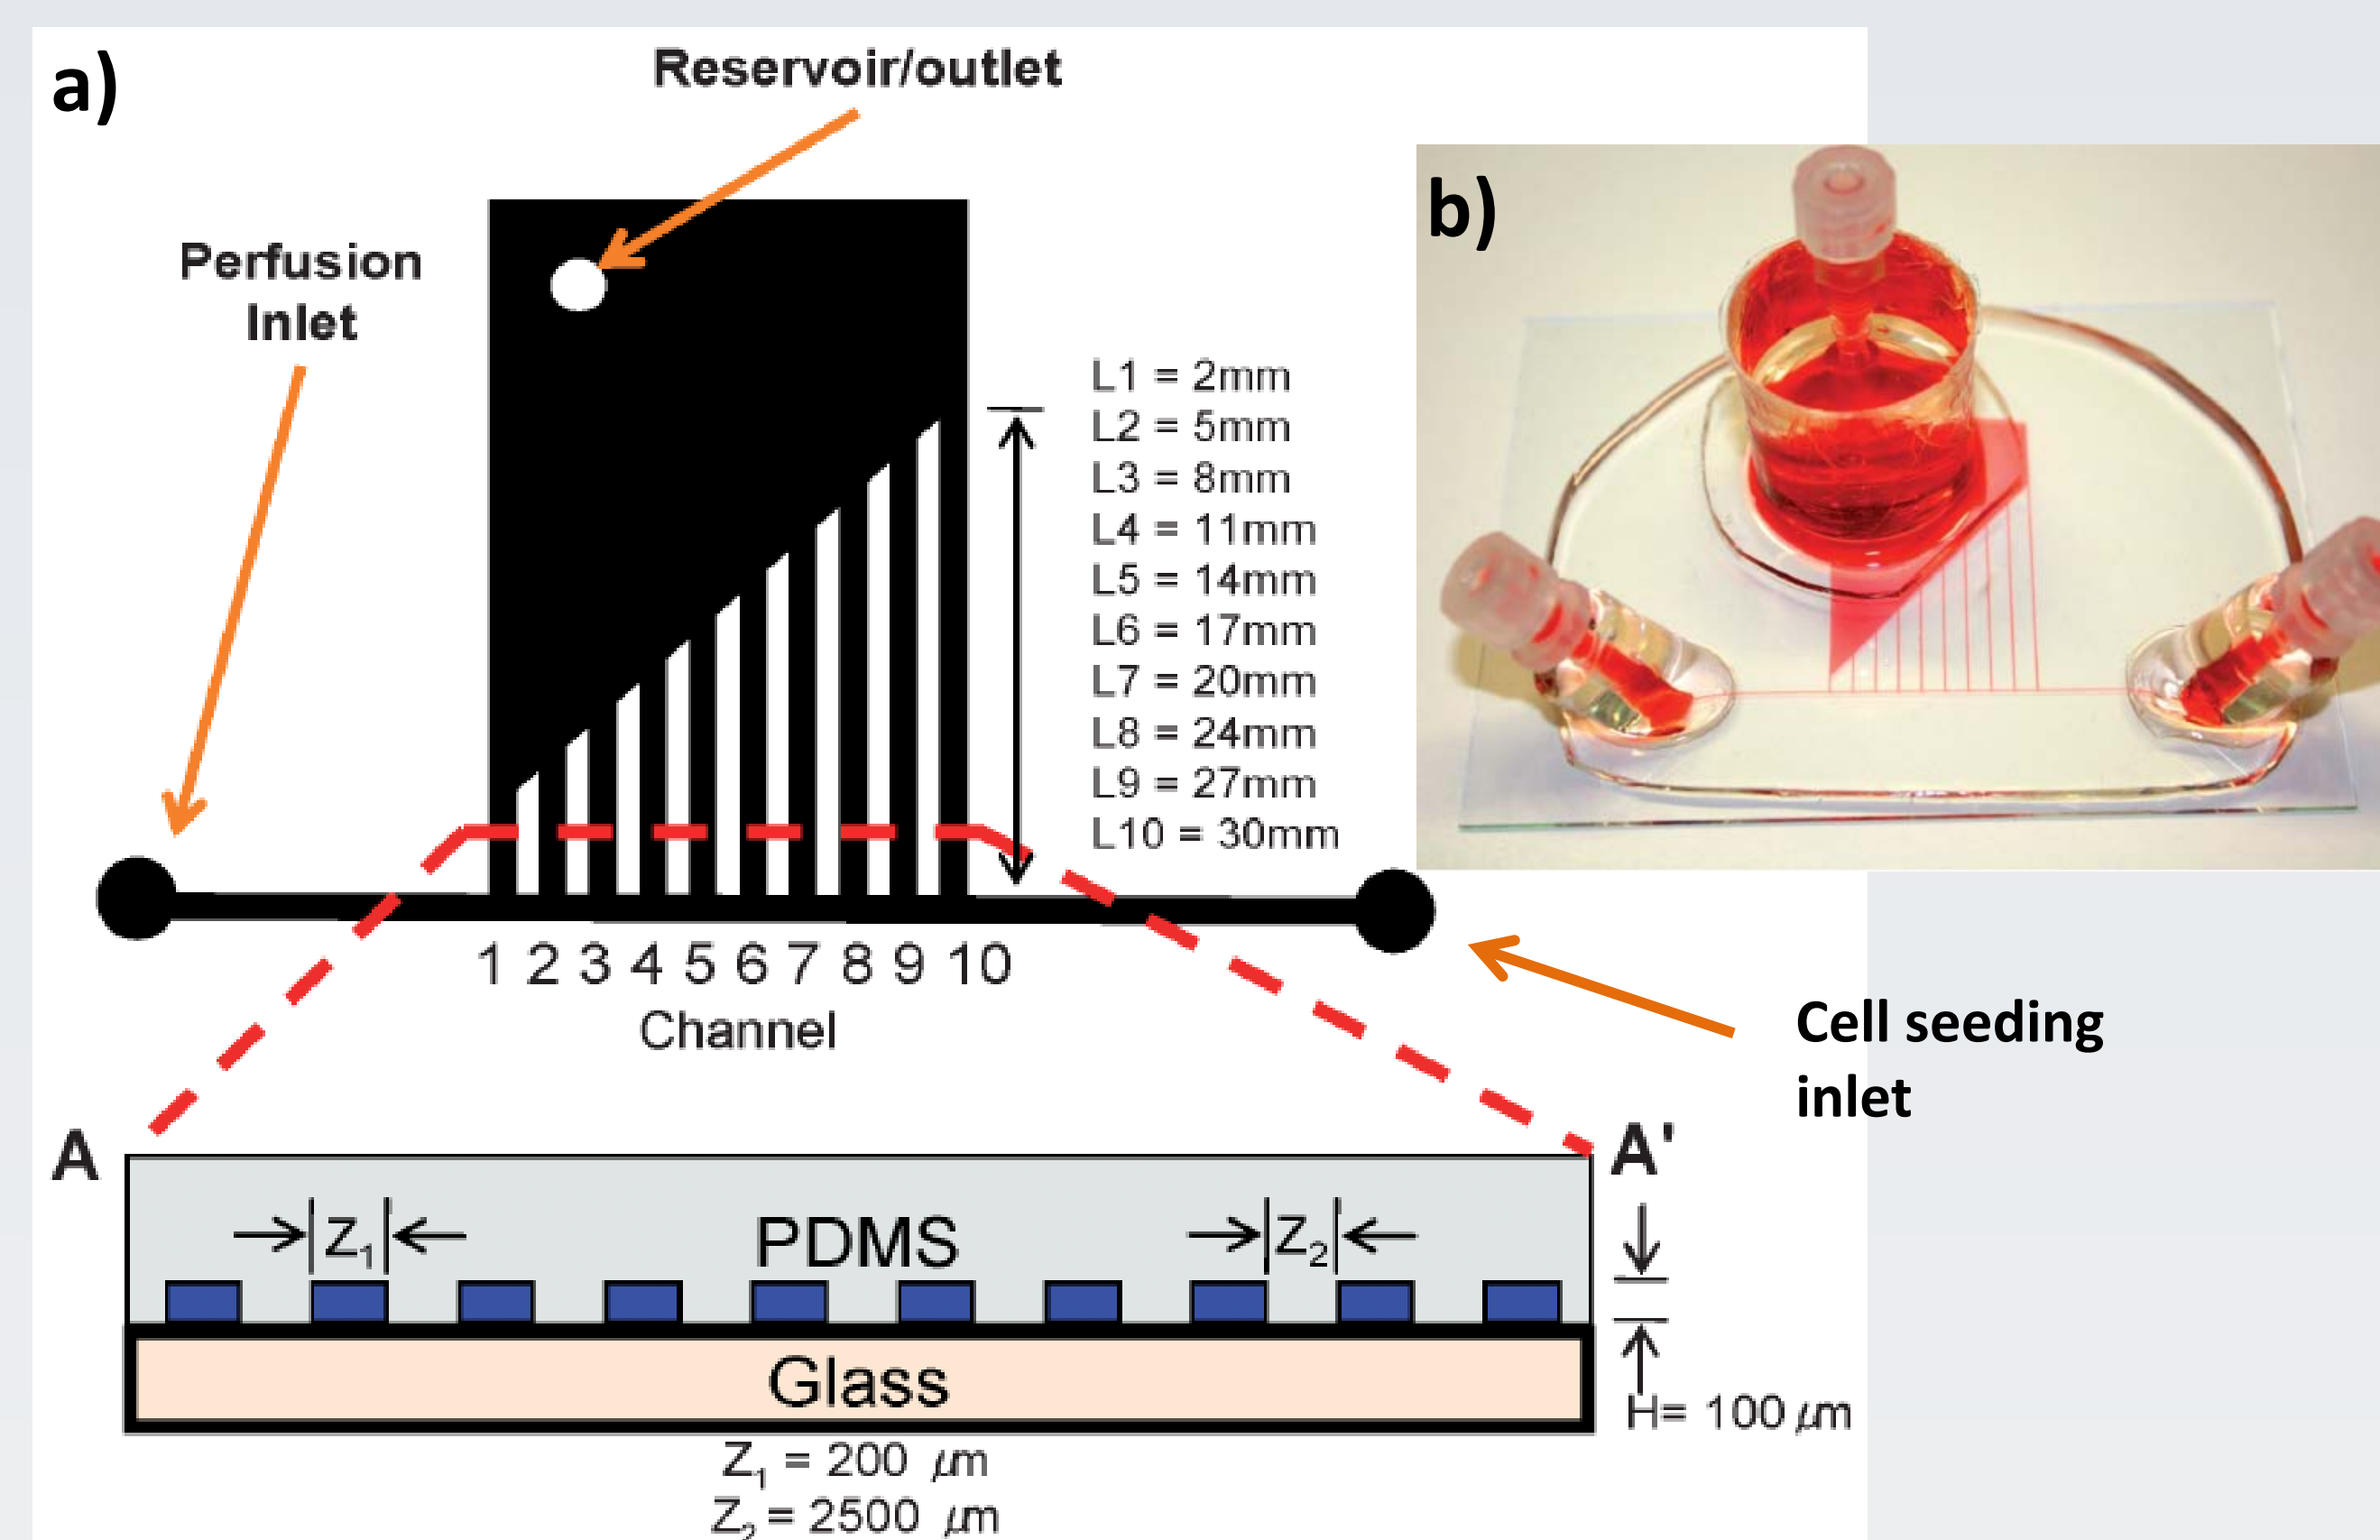 a)
Reservoir/outlet
Perfusion
Inlet
b)
L1 = 2mm
L2 = 5mm
L3 = 8mm
L4 = 11mm
L5 = 14mm
L6 = 17mm
L7 = 20mm
L8 = 24mm
L9 = 27mm
L10 = 30mm
1 2 3 4 5 6 7 8 9 10
Channel
Cell seeding
inlet
A
A'
Z₁
PDMS
Z₂
Glass
H= 100 μm
Z₁ = 200 μm
Z₂ = 2500 μm